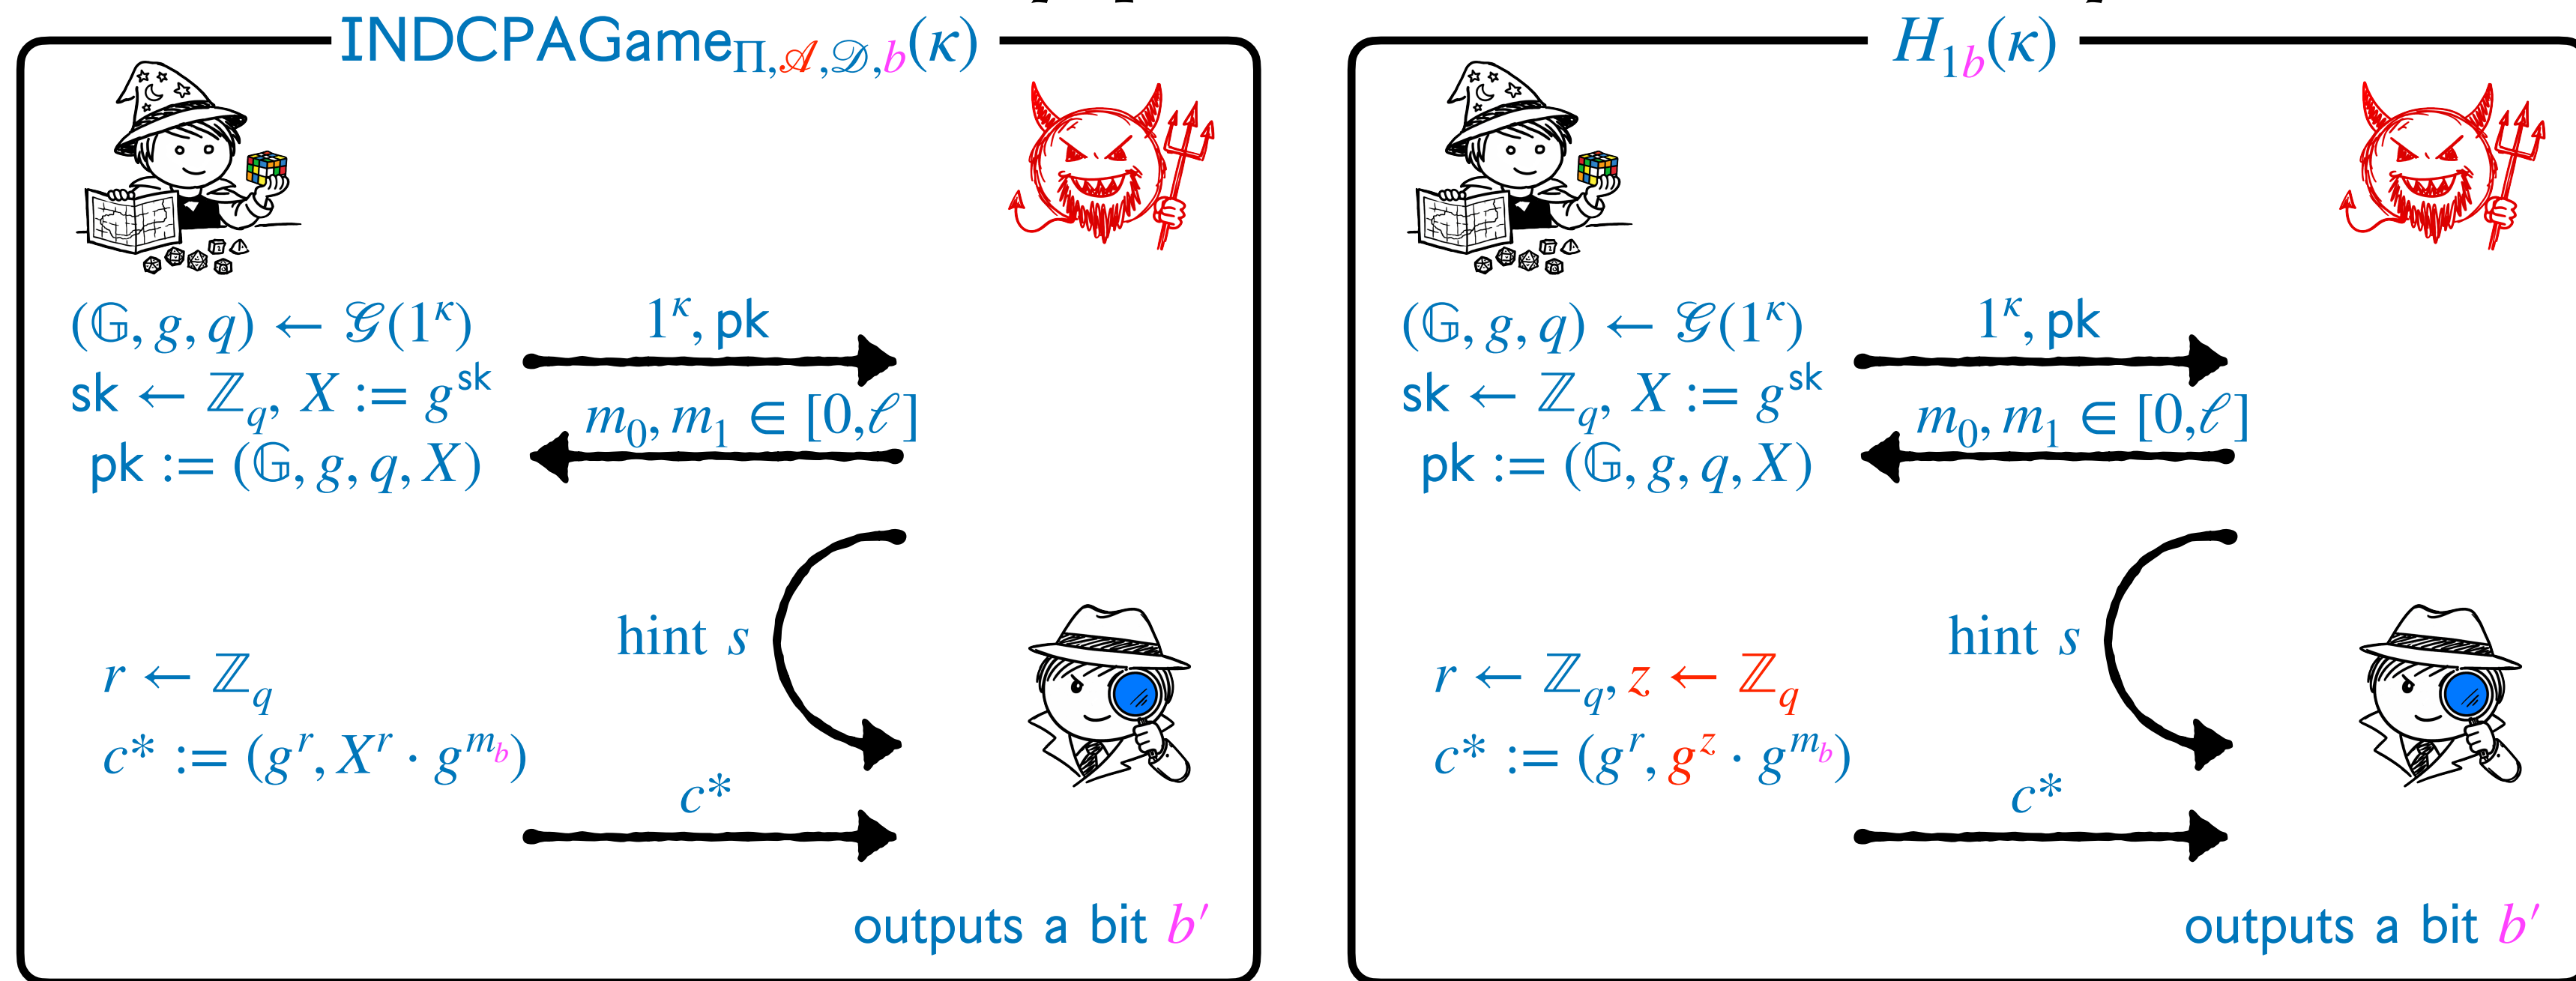 INDCPAGame_{Π,𝒜,𝒟,b}(κ)
(𝔾, g, q) ← 𝒢(1^κ)
1^κ, pk
sk ← ℤ_q, X := g^sk
m_0, m_1 ∈ [0,ℓ]
pk := (𝔾, g, q, X)
hint s
r ← ℤ_q
c* := (g^r, X^r · g^{m_b})
c*
outputs a bit b′
H_{1b}(κ)
(𝔾, g, q) ← 𝒢(1^κ)
1^κ, pk
sk ← ℤ_q, X := g^sk
m_0, m_1 ∈ [0,ℓ]
pk := (𝔾, g, q, X)
hint s
r ← ℤ_q, z ← ℤ_q
c* := (g^r, g^z · g^{m_b})
c*
outputs a bit b′